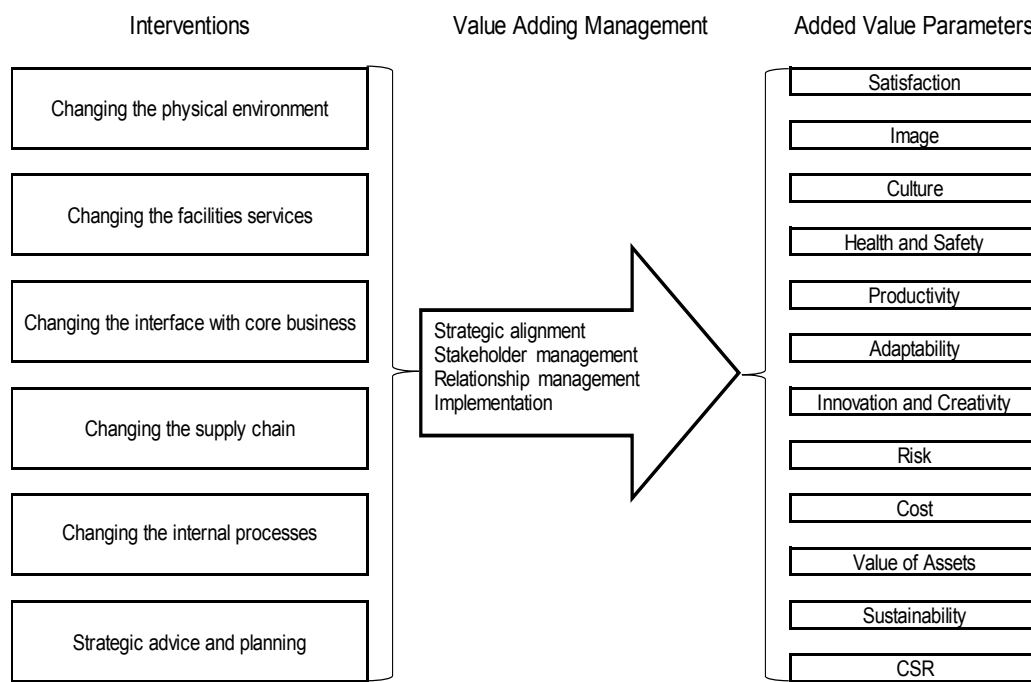 Interventions
Value Adding Management
Added Value Parameters
Changing the physical environment
Changing the facilities services
Changing the interface with core business
Changing the supply chain
Changing the internal processes
Strategic advice and planning
Strategic alignment
Stakeholder management
Relationship management
Implementation
Satisfaction
Image
Culture
Health and Safety
Productivity
Adaptability
Innovation and Creativity
Risk
Cost
Value of Assets
Sustainability
CSR